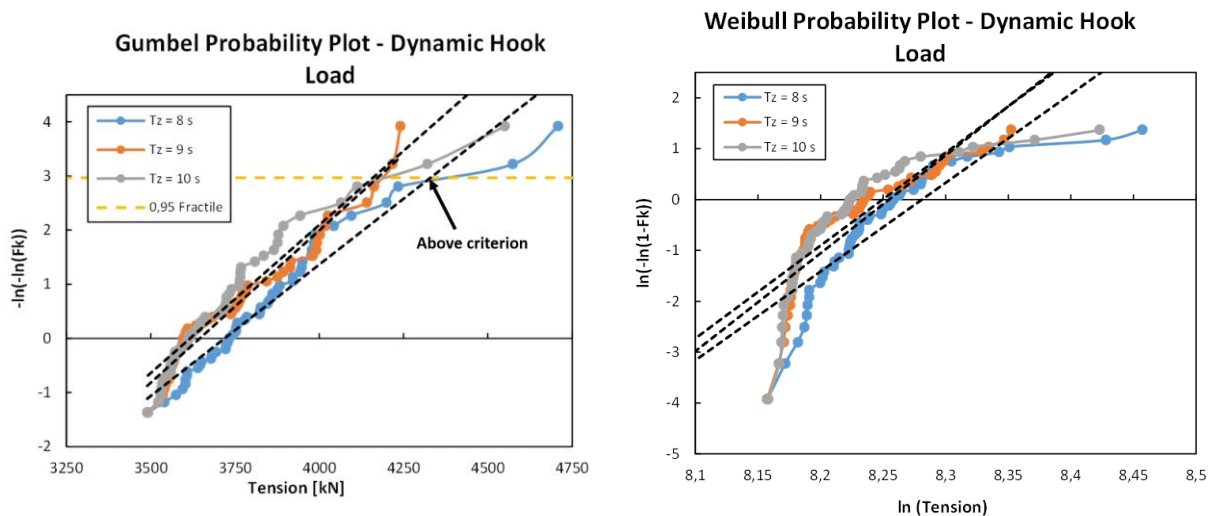 Gumbel Probability Plot - Dynamic Hook
Load
-ln(-ln(Fk))
4
3
2
1
0
-1
-2
Tz = 8 s
Tz = 9 s
Tz = 10 s
0,95 Fractile
Above criterion
3250 3500 3750 4000 4250 4500 4750
Tension [kN]
Weibull Probability Plot - Dynamic Hook
Load
ln(-ln(1-Fk))
2
1
0
-1
-2
-3
-4
-5
Tz = 8 s
Tz = 9 s
Tz = 10 s
8,1 8,15 8,2 8,25 8,3 8,35 8,4 8,45 8,5
ln (Tension)